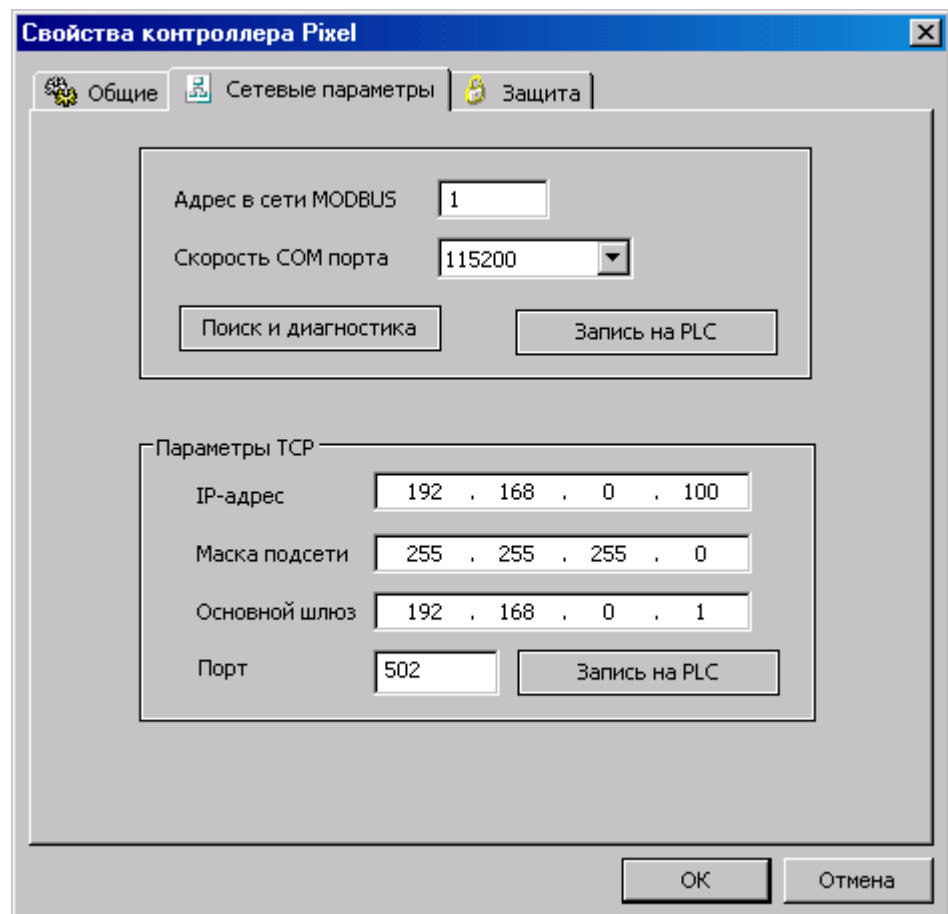 Свойства контроллера Pixel
Общие Сетевые параметры Защита
Адрес в сети MODBUS 1
Скорость COM порта 115200
Поиск и диагностика Запись на PLC
Параметры TCP
IP-адрес 192 . 168 . 0 . 100
Маска подсети 255 . 255 . 255 . 0
Основной шлюз 192 . 168 . 0 . 1
Порт 502 Запись на PLC
OK Отмена